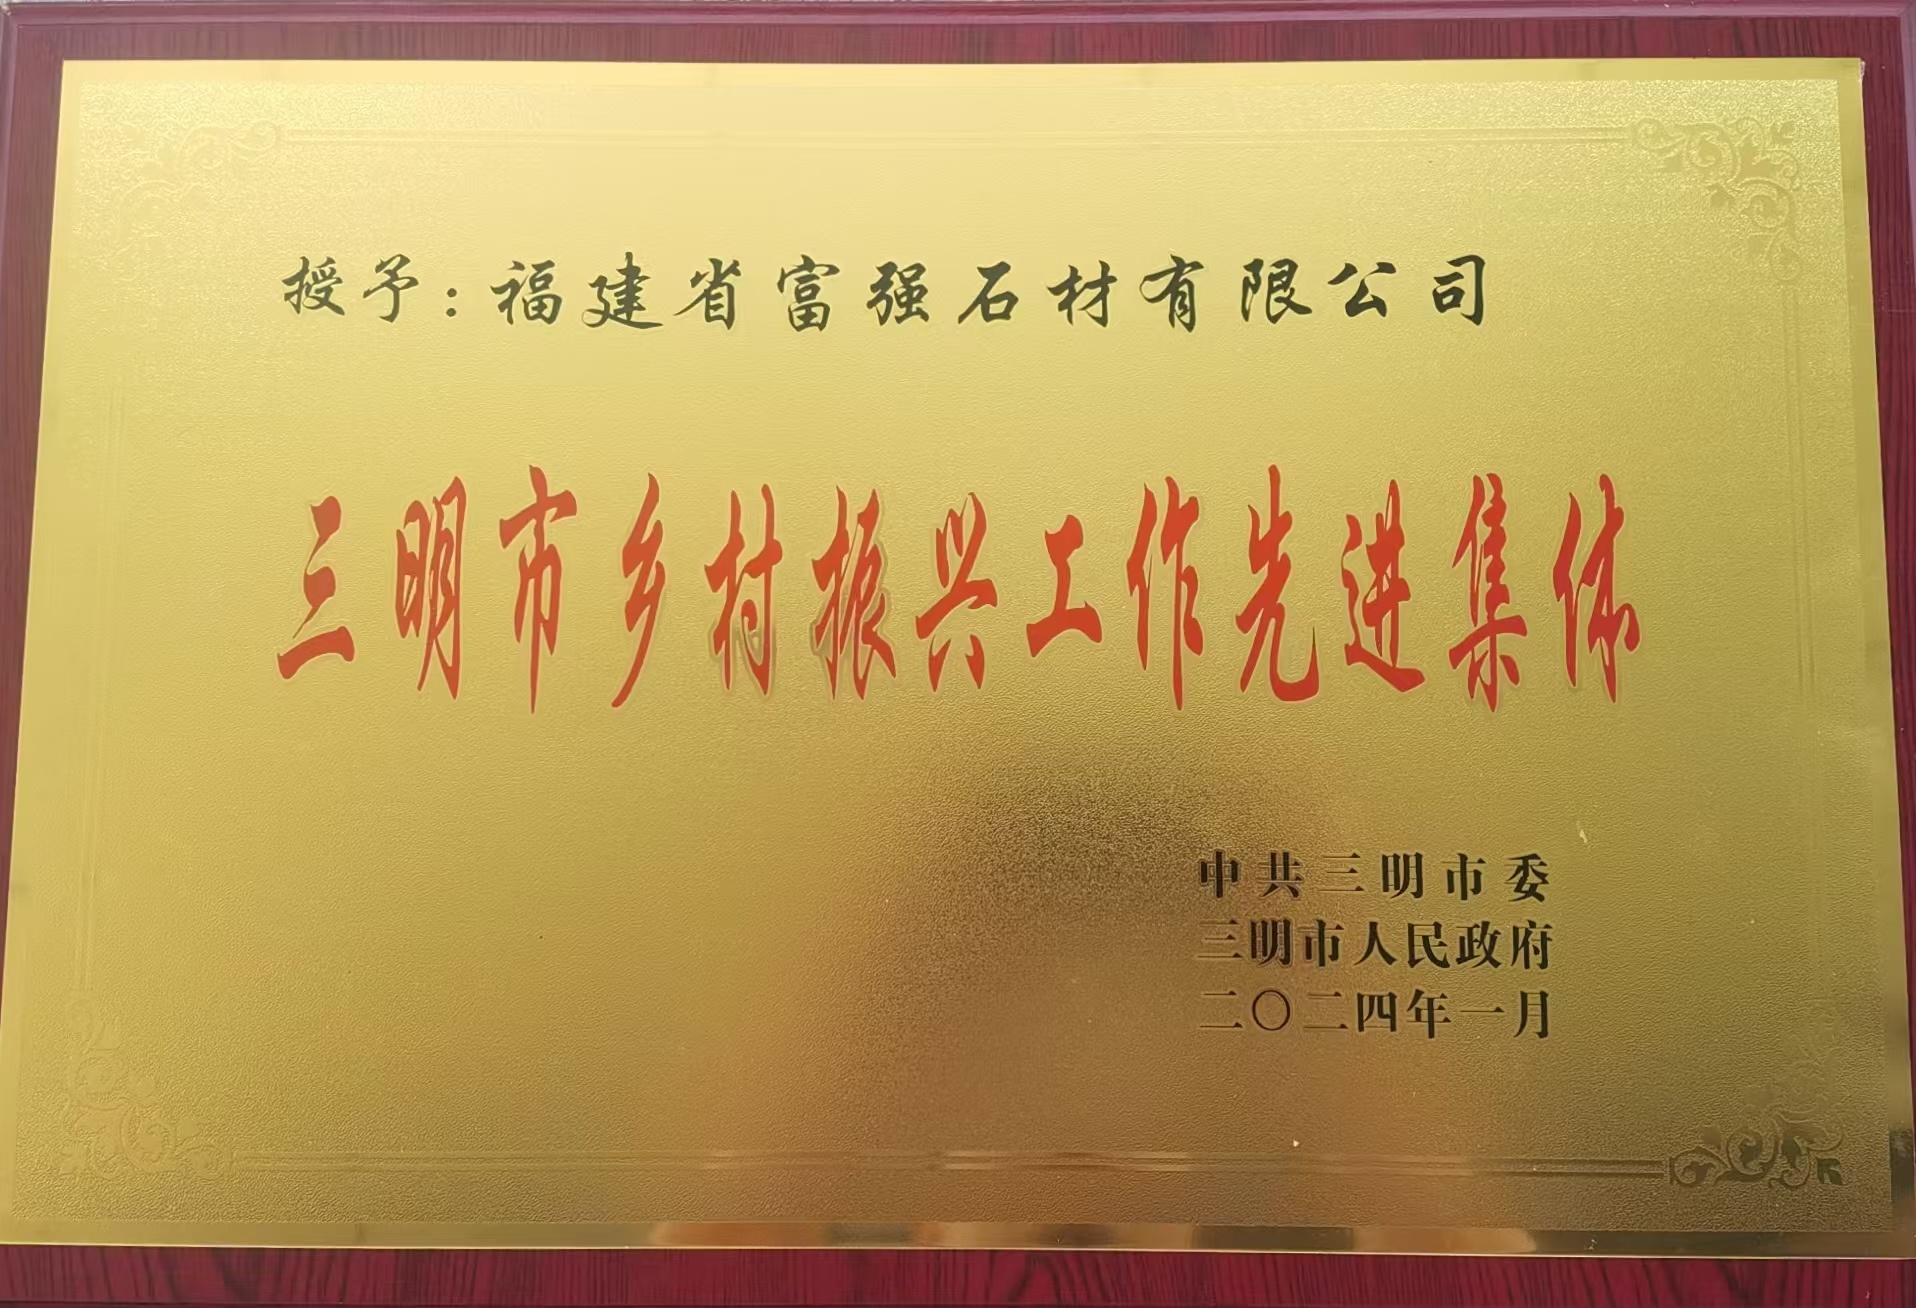 授予：福建省富强石材有限公司
三明市乡村振兴工作先进集体
中共三明市委
三明市人民政府
二〇二四年一月